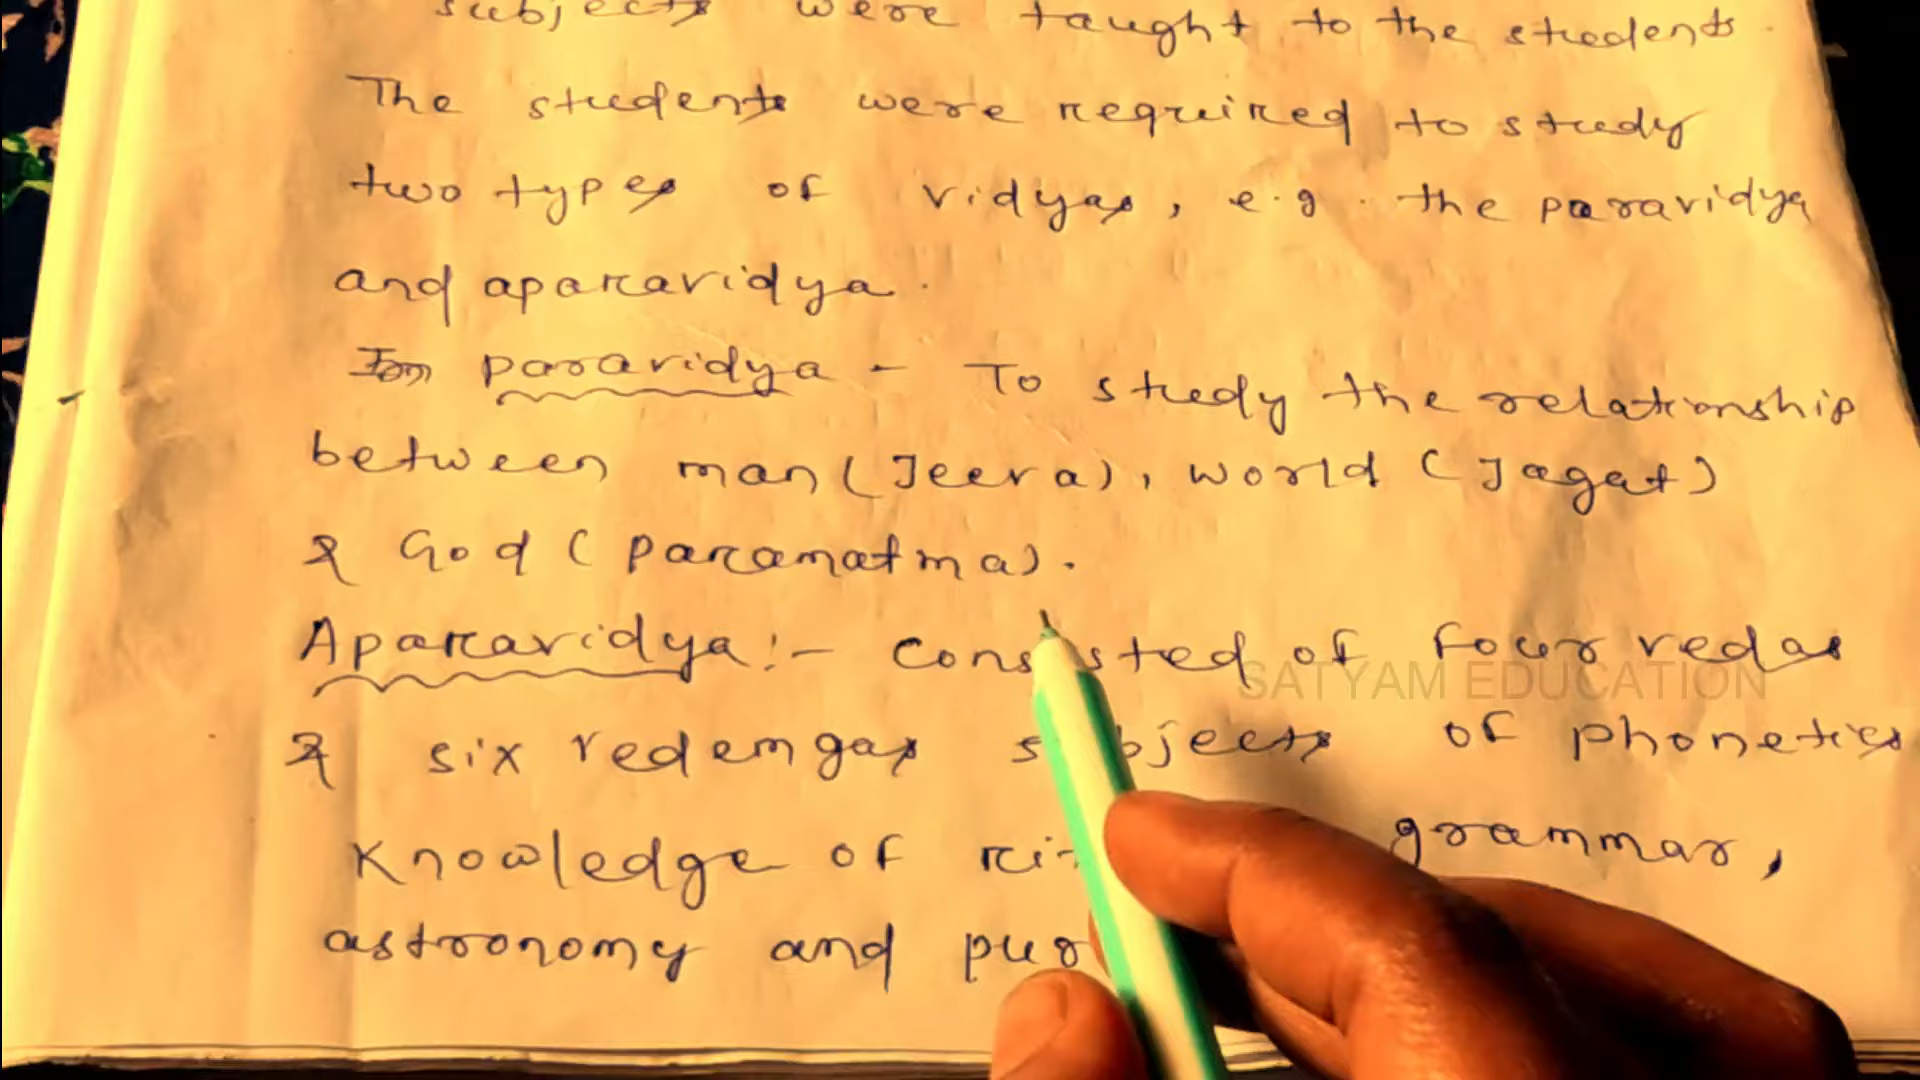 subjects were taught to the students.
The students were required to study
two types of vidyas, e.g. the paravidya
and aparavidya.
paravidya - To study the relationship
between man (Jeeva), world (Jagat)
& God (paramatma).
Aparavidya :- consisted of four vedas
SATYAM EDUCATION
& six vedangas subjects of phonetics
Knowledge of grammar,
astronomy and